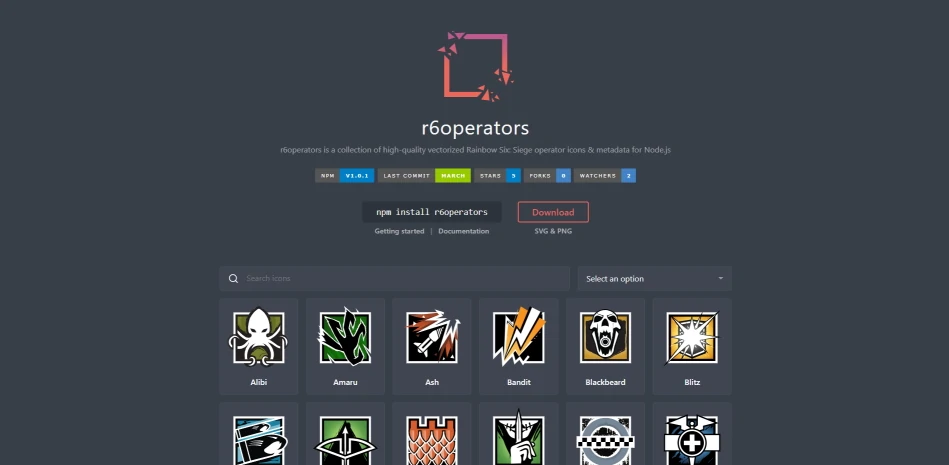 r6operators
r6operators is a collection of high-quality vectorized Rainbow Six: Siege operator icons & metadata for Node.js
NPM V1.0.1 LAST COMMIT MARCH STARS 5 FORKS 0 WATCHERS 2
npm install r6operators Download
Getting started | Documentation SVG & PNG
Search icons Select an option
Alibi Amaru Ash Bandit Blackbeard Blitz